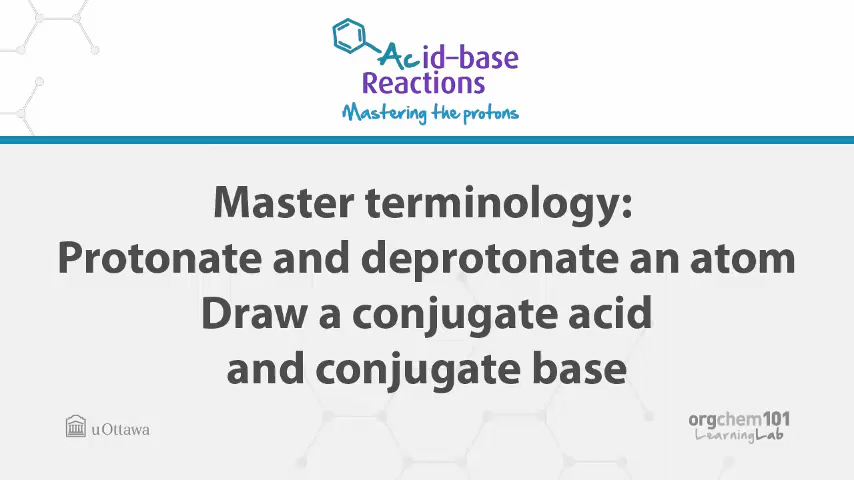 Acid-base
Reactions
Mastering the protons
Master terminology:
Protonate and deprotonate an atom
Draw a conjugate acid
and conjugate base
uOttawa
orgchem101
LearningLab